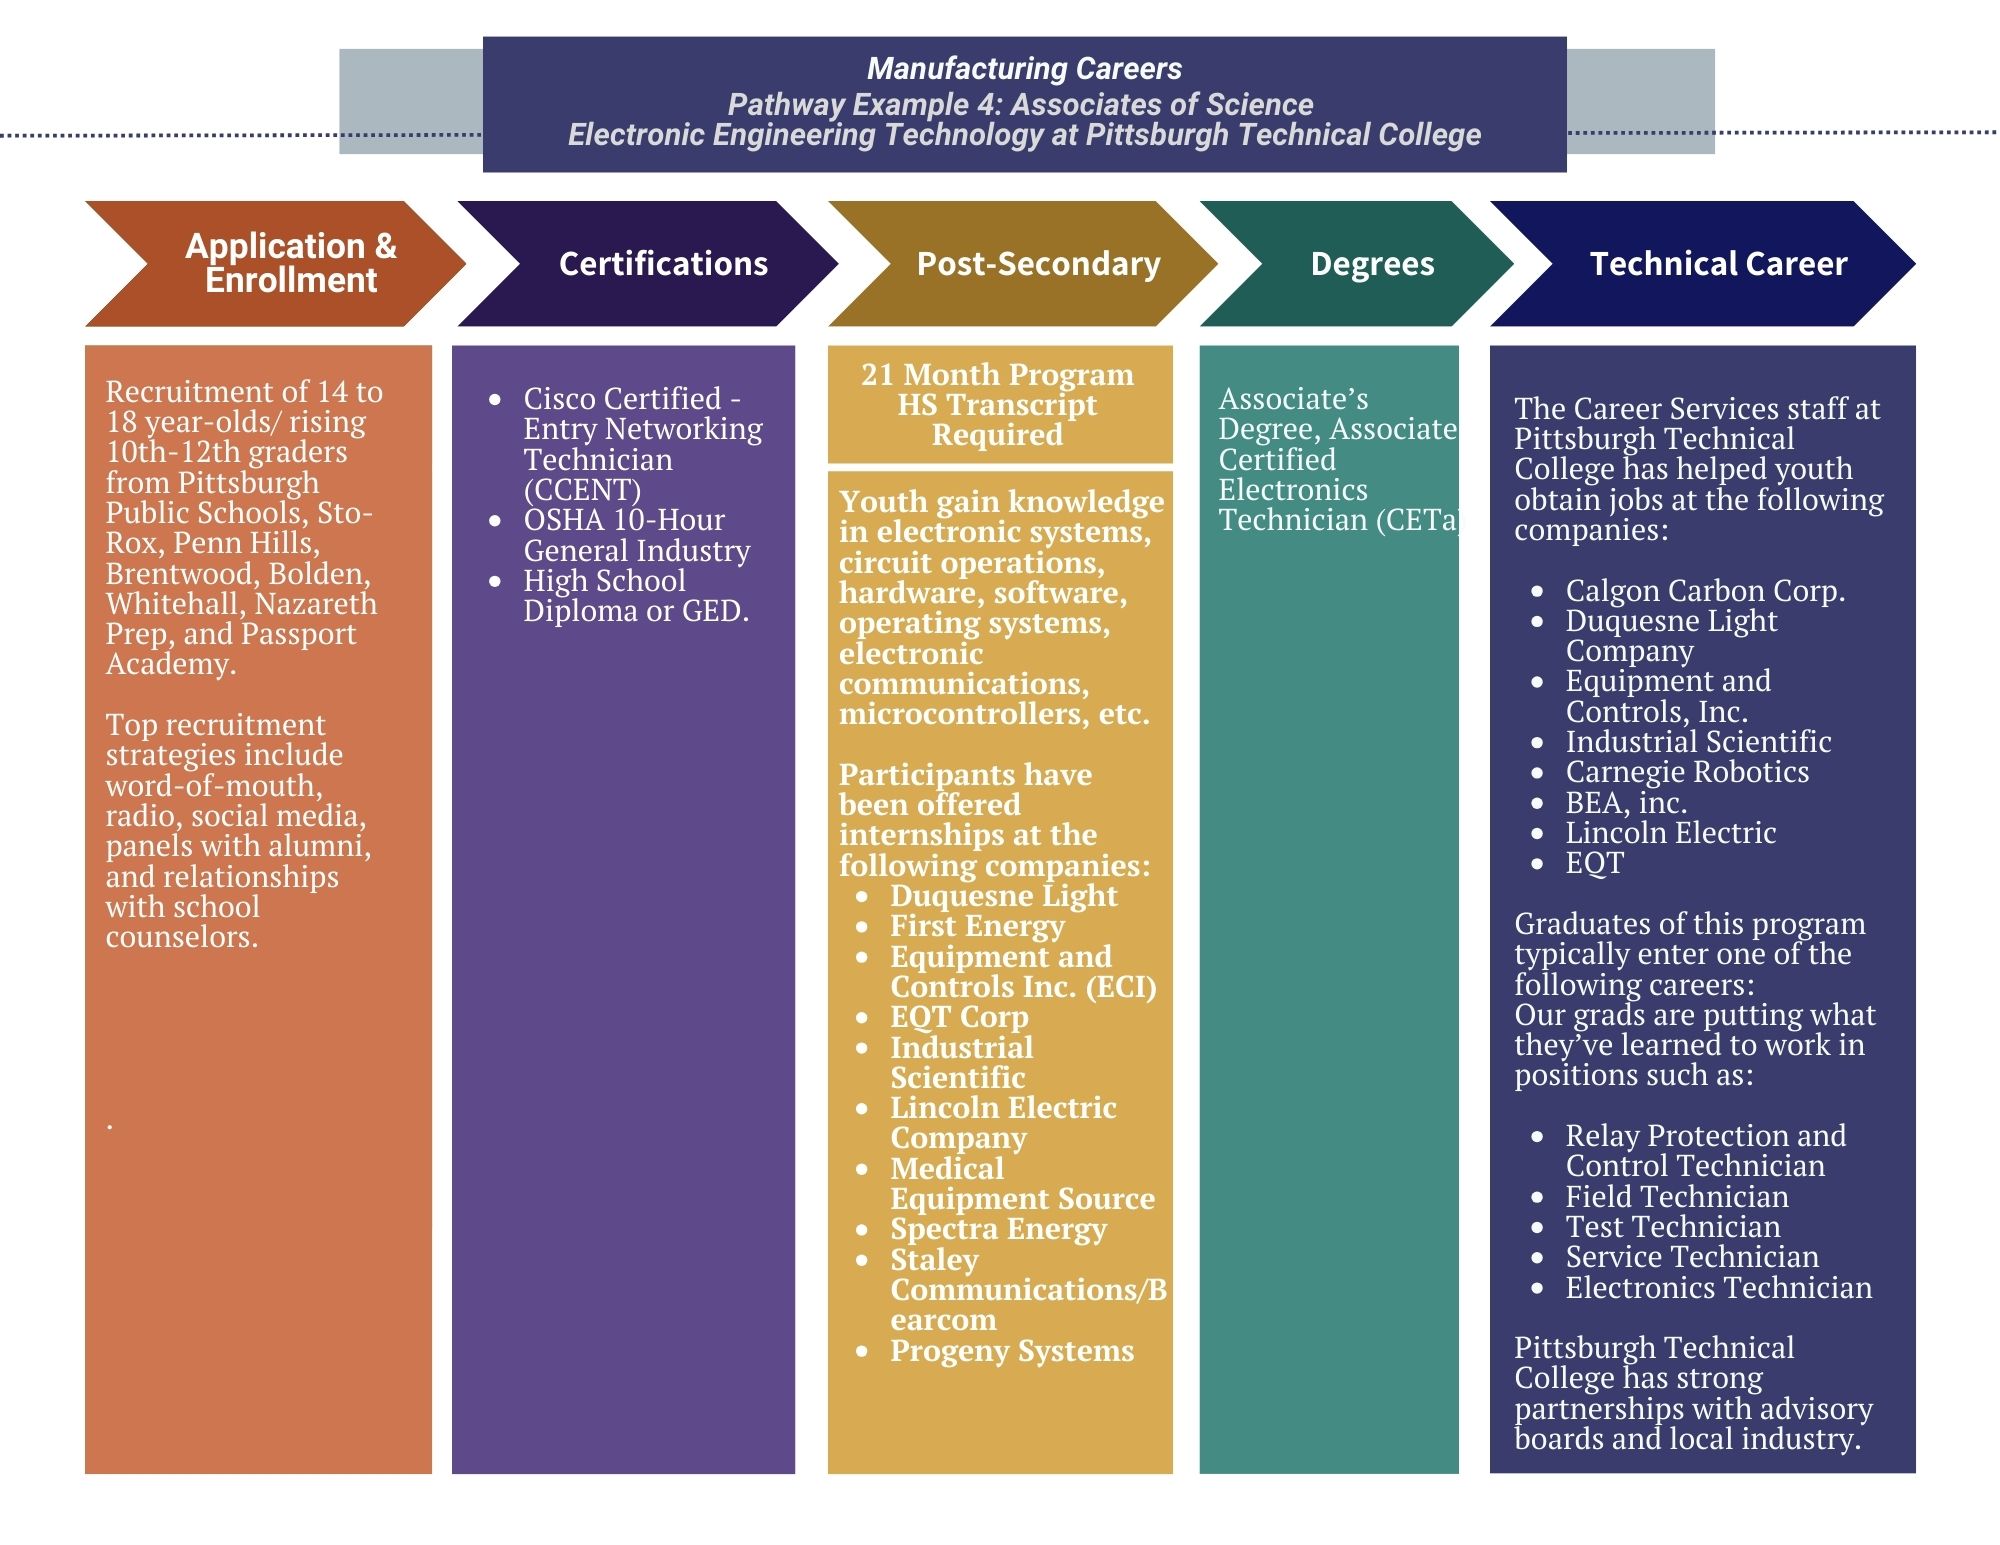 Manufacturing Careers
Pathway Example 4: Associates of Science
Electronic Engineering Technology at Pittsburgh Technical College
Application &
Enrollment
Recruitment of 14 to
18 year-olds/ rising
10th-12th graders
from Pittsburgh
Public Schools, Sto-
Rox, Penn Hills,
Brentwood, Bolden,
Whitehall, Nazareth
Prep, and Passport
Academy.
Top recruitment
strategies include
word-of-mouth,
radio, social media,
panels with alumni,
and relationships
with school
counselors.
.
Certifications
• Cisco Certified -
Entry Networking
Technician
(CCENT)
• OSHA 10-Hour
General Industry
• High School
Diploma or GED.
Post-Secondary
21 Month Program
HS Transcript
Required
Youth gain knowledge
in electronic systems,
circuit operations,
hardware, software,
operating systems,
electronic
communications,
microcontrollers, etc.
Participants have
been offered
internships at the
following companies:
• Duquesne Light
• First Energy
• Equipment and
Controls Inc. (ECI)
• EQT Corp
• Industrial
Scientific
• Lincoln Electric
Company
• Medical
Equipment Source
• Spectra Energy
• Staley
Communications/B
earcom
• Progeny Systems
Degrees
Associate’s
Degree, Associate
Certified
Electronics
Technician (CETa)
Technical Career
The Career Services staff at
Pittsburgh Technical
College has helped youth
obtain jobs at the following
companies:
• Calgon Carbon Corp.
• Duquesne Light
Company
• Equipment and
Controls, Inc.
• Industrial Scientific
• Carnegie Robotics
• BEA, inc.
• Lincoln Electric
• EQT
Graduates of this program
typically enter one of the
following careers:
Our grads are putting what
they’ve learned to work in
positions such as:
• Relay Protection and
Control Technician
• Field Technician
• Test Technician
• Service Technician
• Electronics Technician
Pittsburgh Technical
College has strong
partnerships with advisory
boards and local industry.